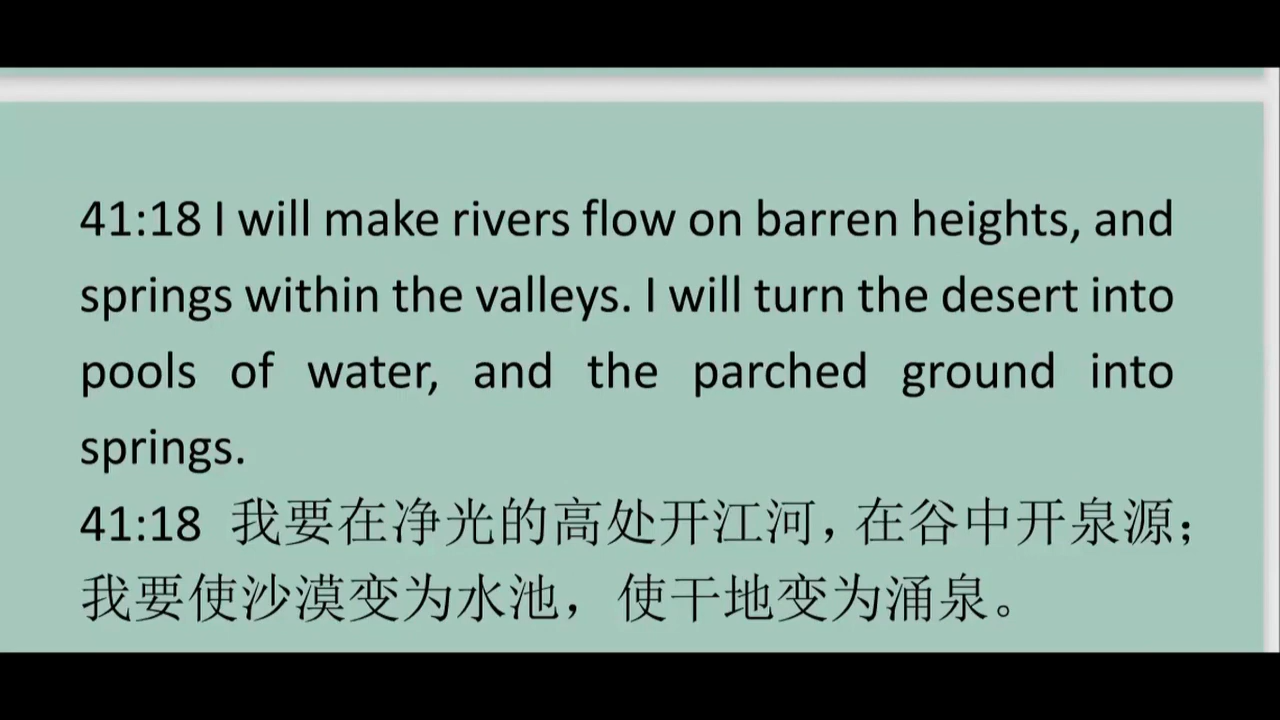 41:18 I will make rivers flow on barren heights, and
springs within the valleys. I will turn the desert into
pools of water, and the parched ground into
springs.
41:18 我要在净光的高处开江河，在谷中开泉源；
我要使沙漠变为水池，使干地变为涌泉。